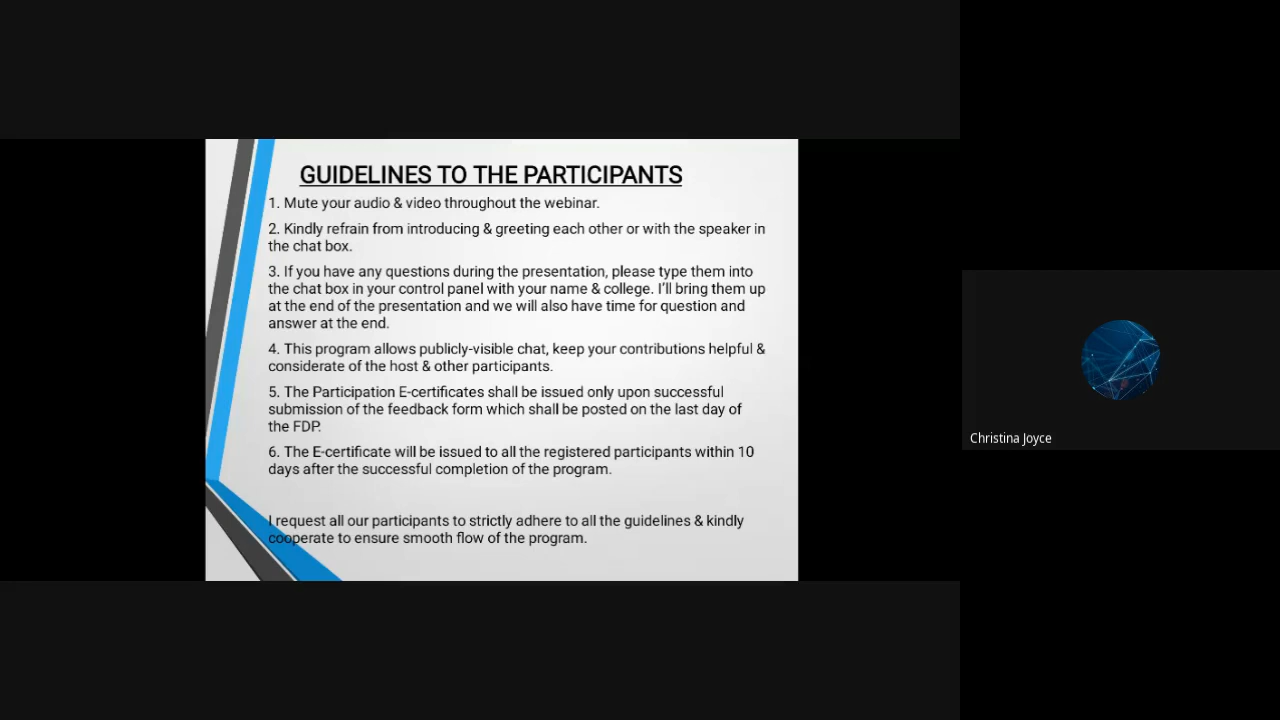 GUIDELINES TO THE PARTICIPANTS
1. Mute your audio & video throughout the webinar.
2. Kindly refrain from introducing & greeting each other or with the speaker in
the chat box.
3. If you have any questions during the presentation, please type them into
the chat box in your control panel with your name & college. I'll bring them up
at the end of the presentation and we will also have time for question and
answer at the end.
4. This program allows publicly-visible chat, keep your contributions helpful &
considerate of the host & other participants.
5. The Participation E-certificates shall be issued only upon successful
submission of the feedback form which shall be posted on the last day of
the FDP.
6. The E-certificate will be issued to all the registered participants within 10
days after the successful completion of the program.
I request all our participants to strictly adhere to all the guidelines & kindly
cooperate to ensure smooth flow of the program.
Christina Joyce